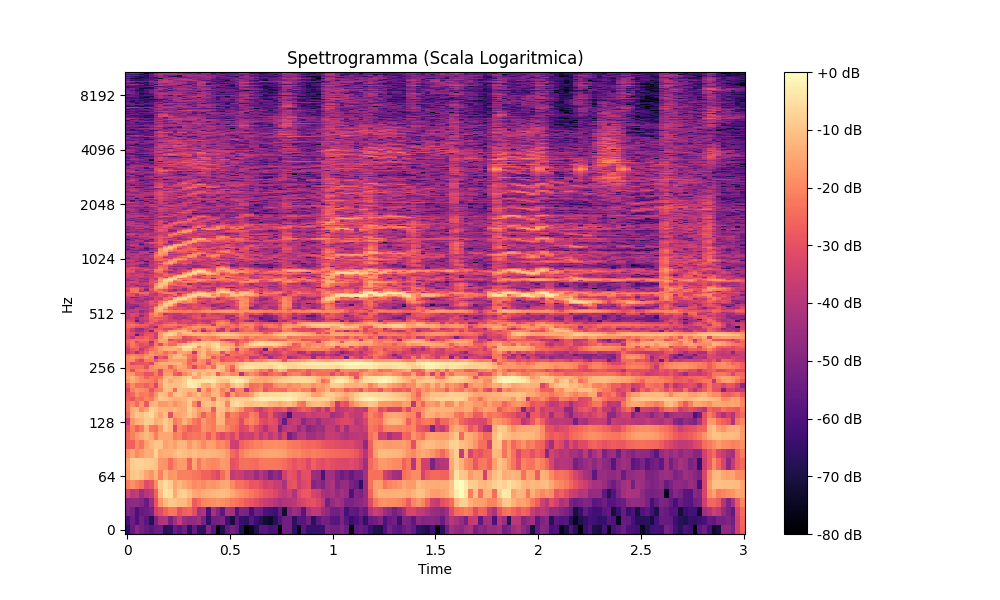 Spettrogramma (Scala Logaritmica)
8192
4096
2048
1024
512
256
128
64
0
Hz
0
0.5
1
1.5
2
2.5
3
Time
+0 dB
-10 dB
-20 dB
-30 dB
-40 dB
-50 dB
-60 dB
-70 dB
-80 dB